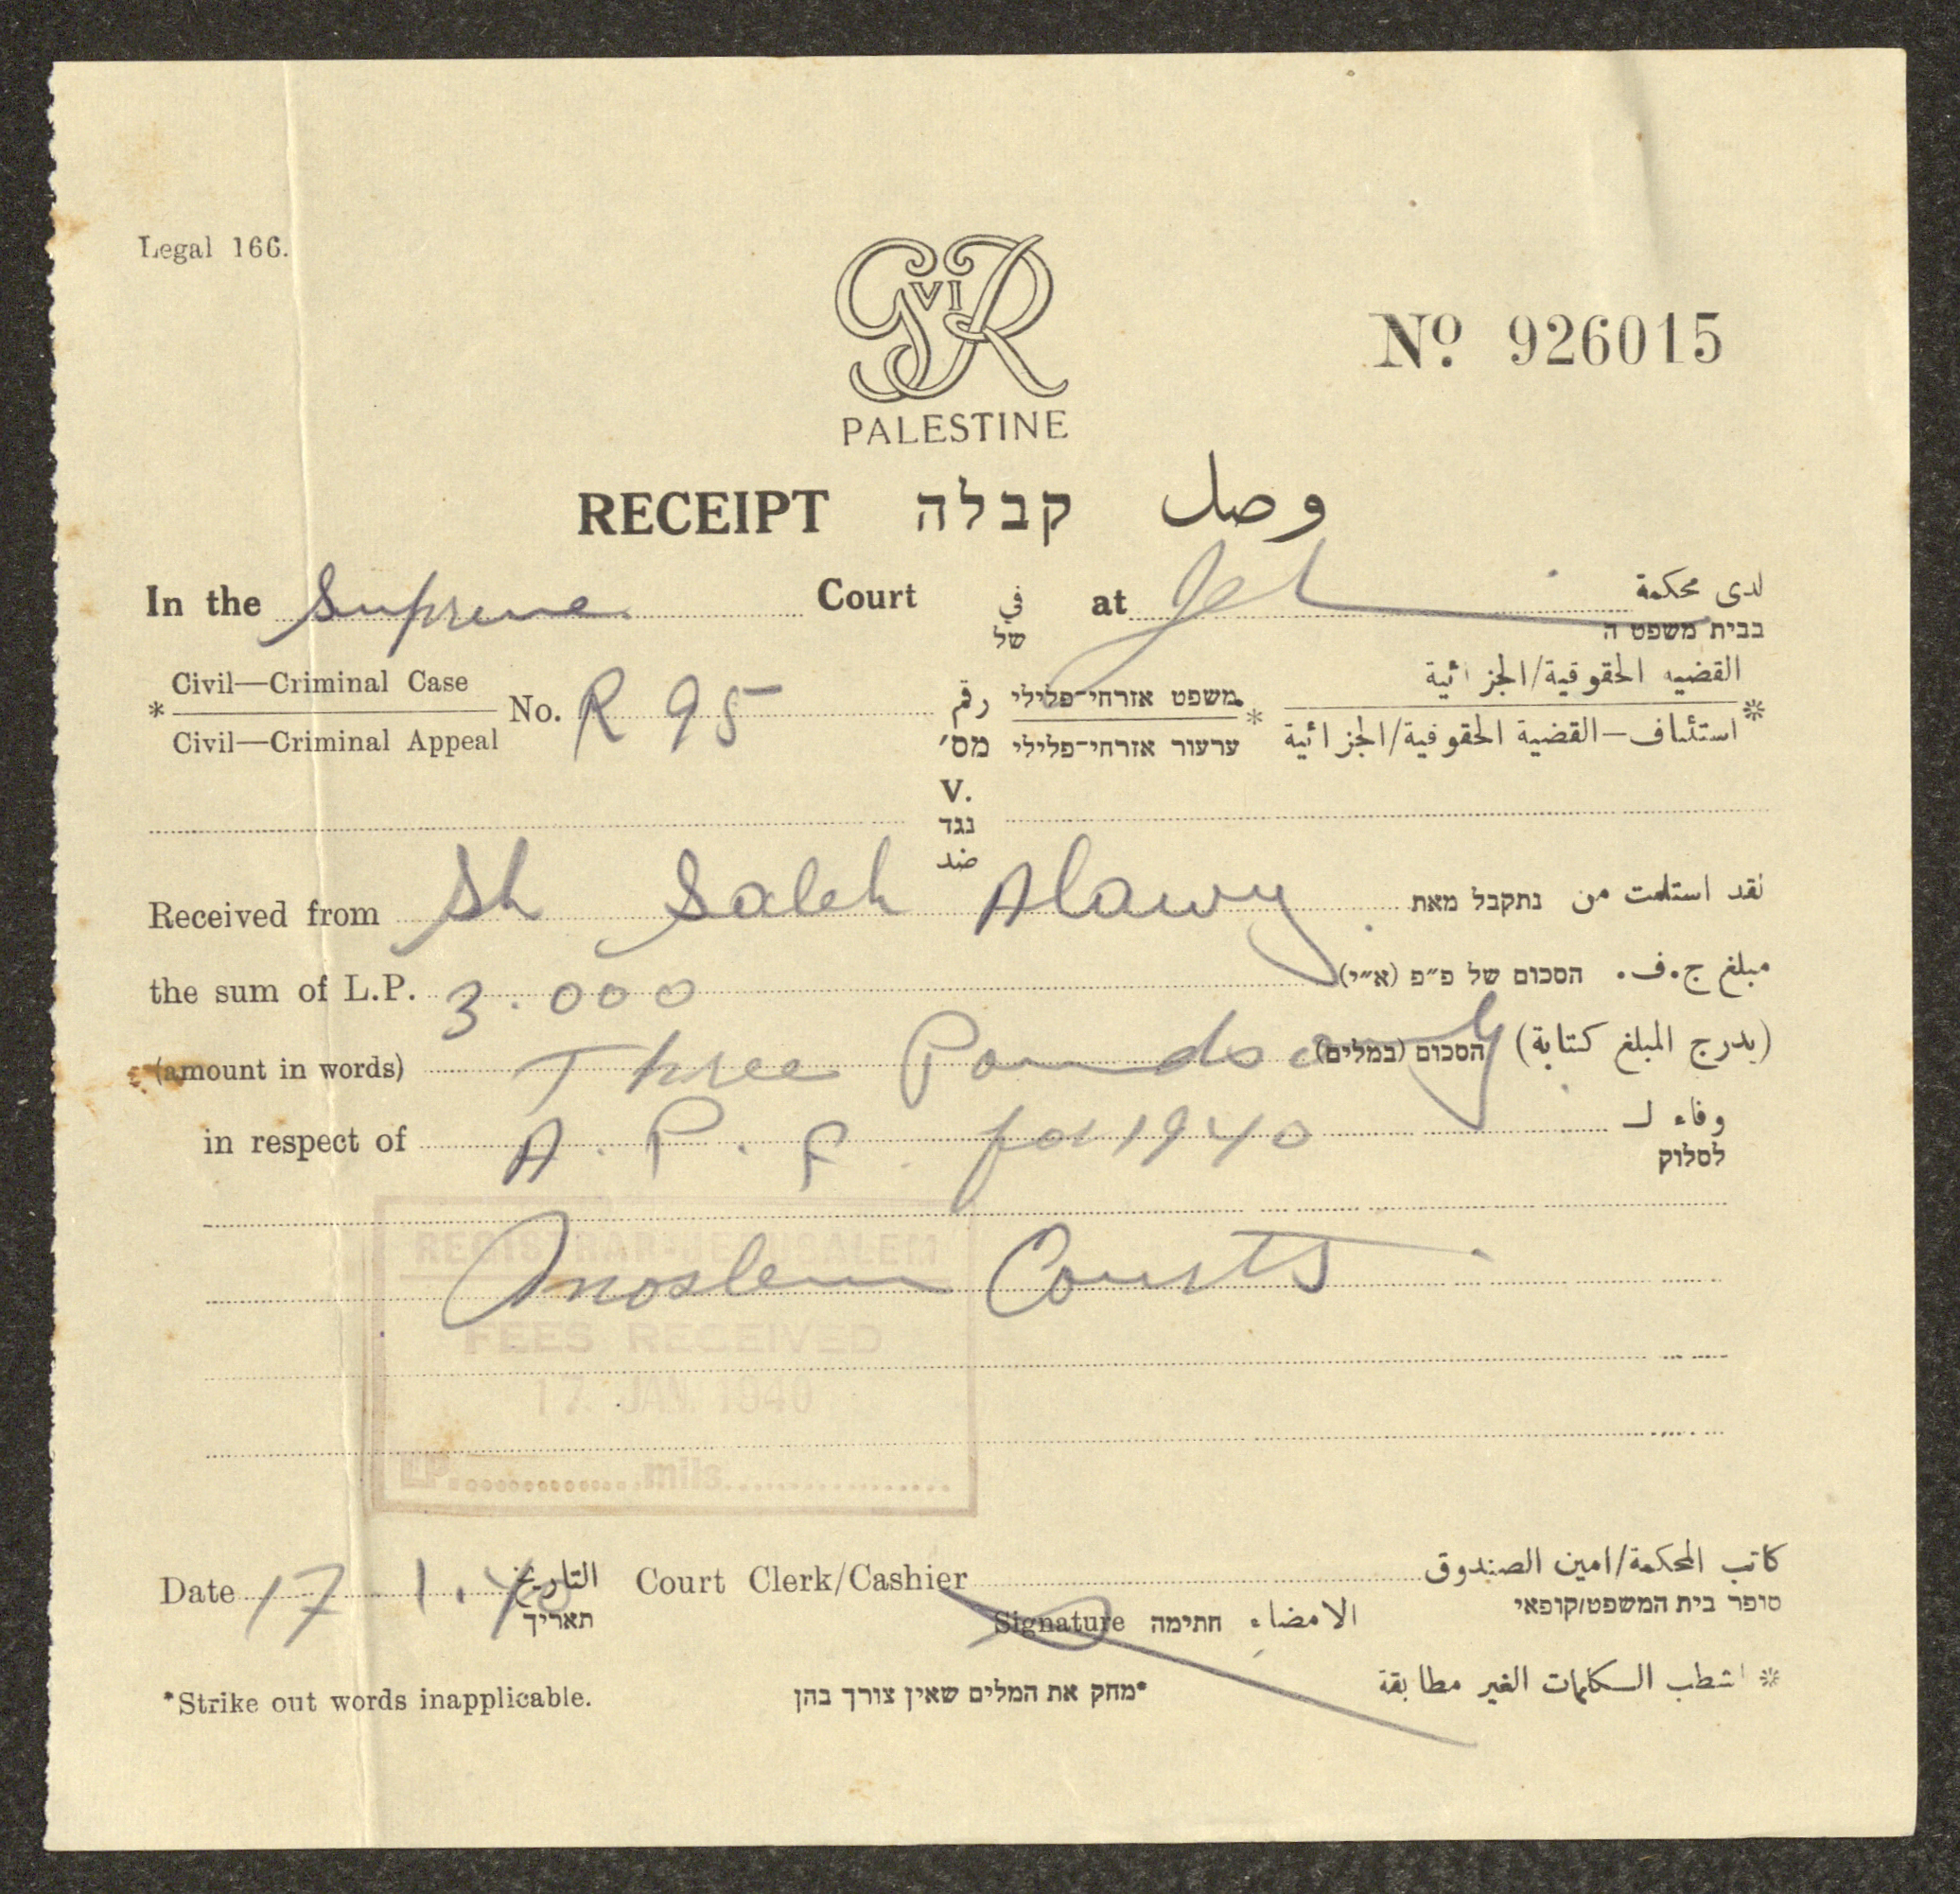 Legal 166.
GVIR
PALESTINE
No. 926015
RECEIPT קבלה وصل
In the Supreme Court في at لدى محكمة
של בבית משפט ה
Civil—Criminal Case משפט אזרחי־פלילי القضيه الحقوقية/الجزائية
* No. R 95 رقم * *
Civil—Criminal Appeal מס׳ ערעור אזרחי־פלילי استئناف–القضية الحقوقية/الجزائية
V.
נגד
ضد
Received from Sh Saleh Alawy נתקבל מאת لقد استلمت من
the sum of L.P. 3.000 הסכום של פ״פ (א״י) مبلغ ج.ف.
(amount in words) Three Pounds only הסכום (במלים) (يدرج المبلغ كتابة)
in respect of A. P. F. for 1940 وفاء لـ
לסלוק
REGISTRAR-JERUSALEM
Moslem Courts
FEES RECEIVED
17. JAN. 1940
LP..............mils..................
Date 17-1.40 التاريخ Court Clerk/Cashier كاتب المحكمة/امين الصندوق
תאריך Signature חתימה الامضاء סופר בית המשפט/קופאי
*Strike out words inapplicable. *מחק את המלים שאין צורך בהן * اشطب الكلمات الغير مطابقة